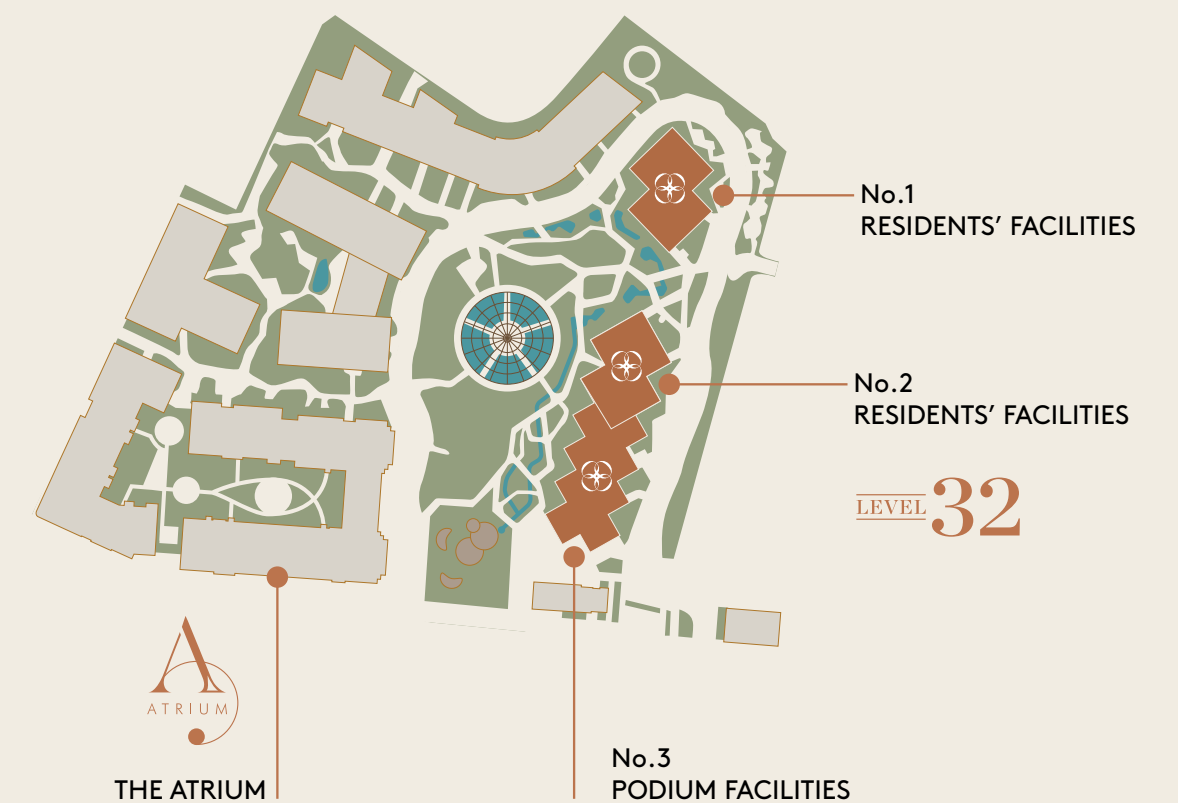 No.1
RESIDENTS’ FACILITIES
No.2
RESIDENTS’ FACILITIES
LEVEL 32
A
ATRIUM
THE ATRIUM
No.3
PODIUM FACILITIES